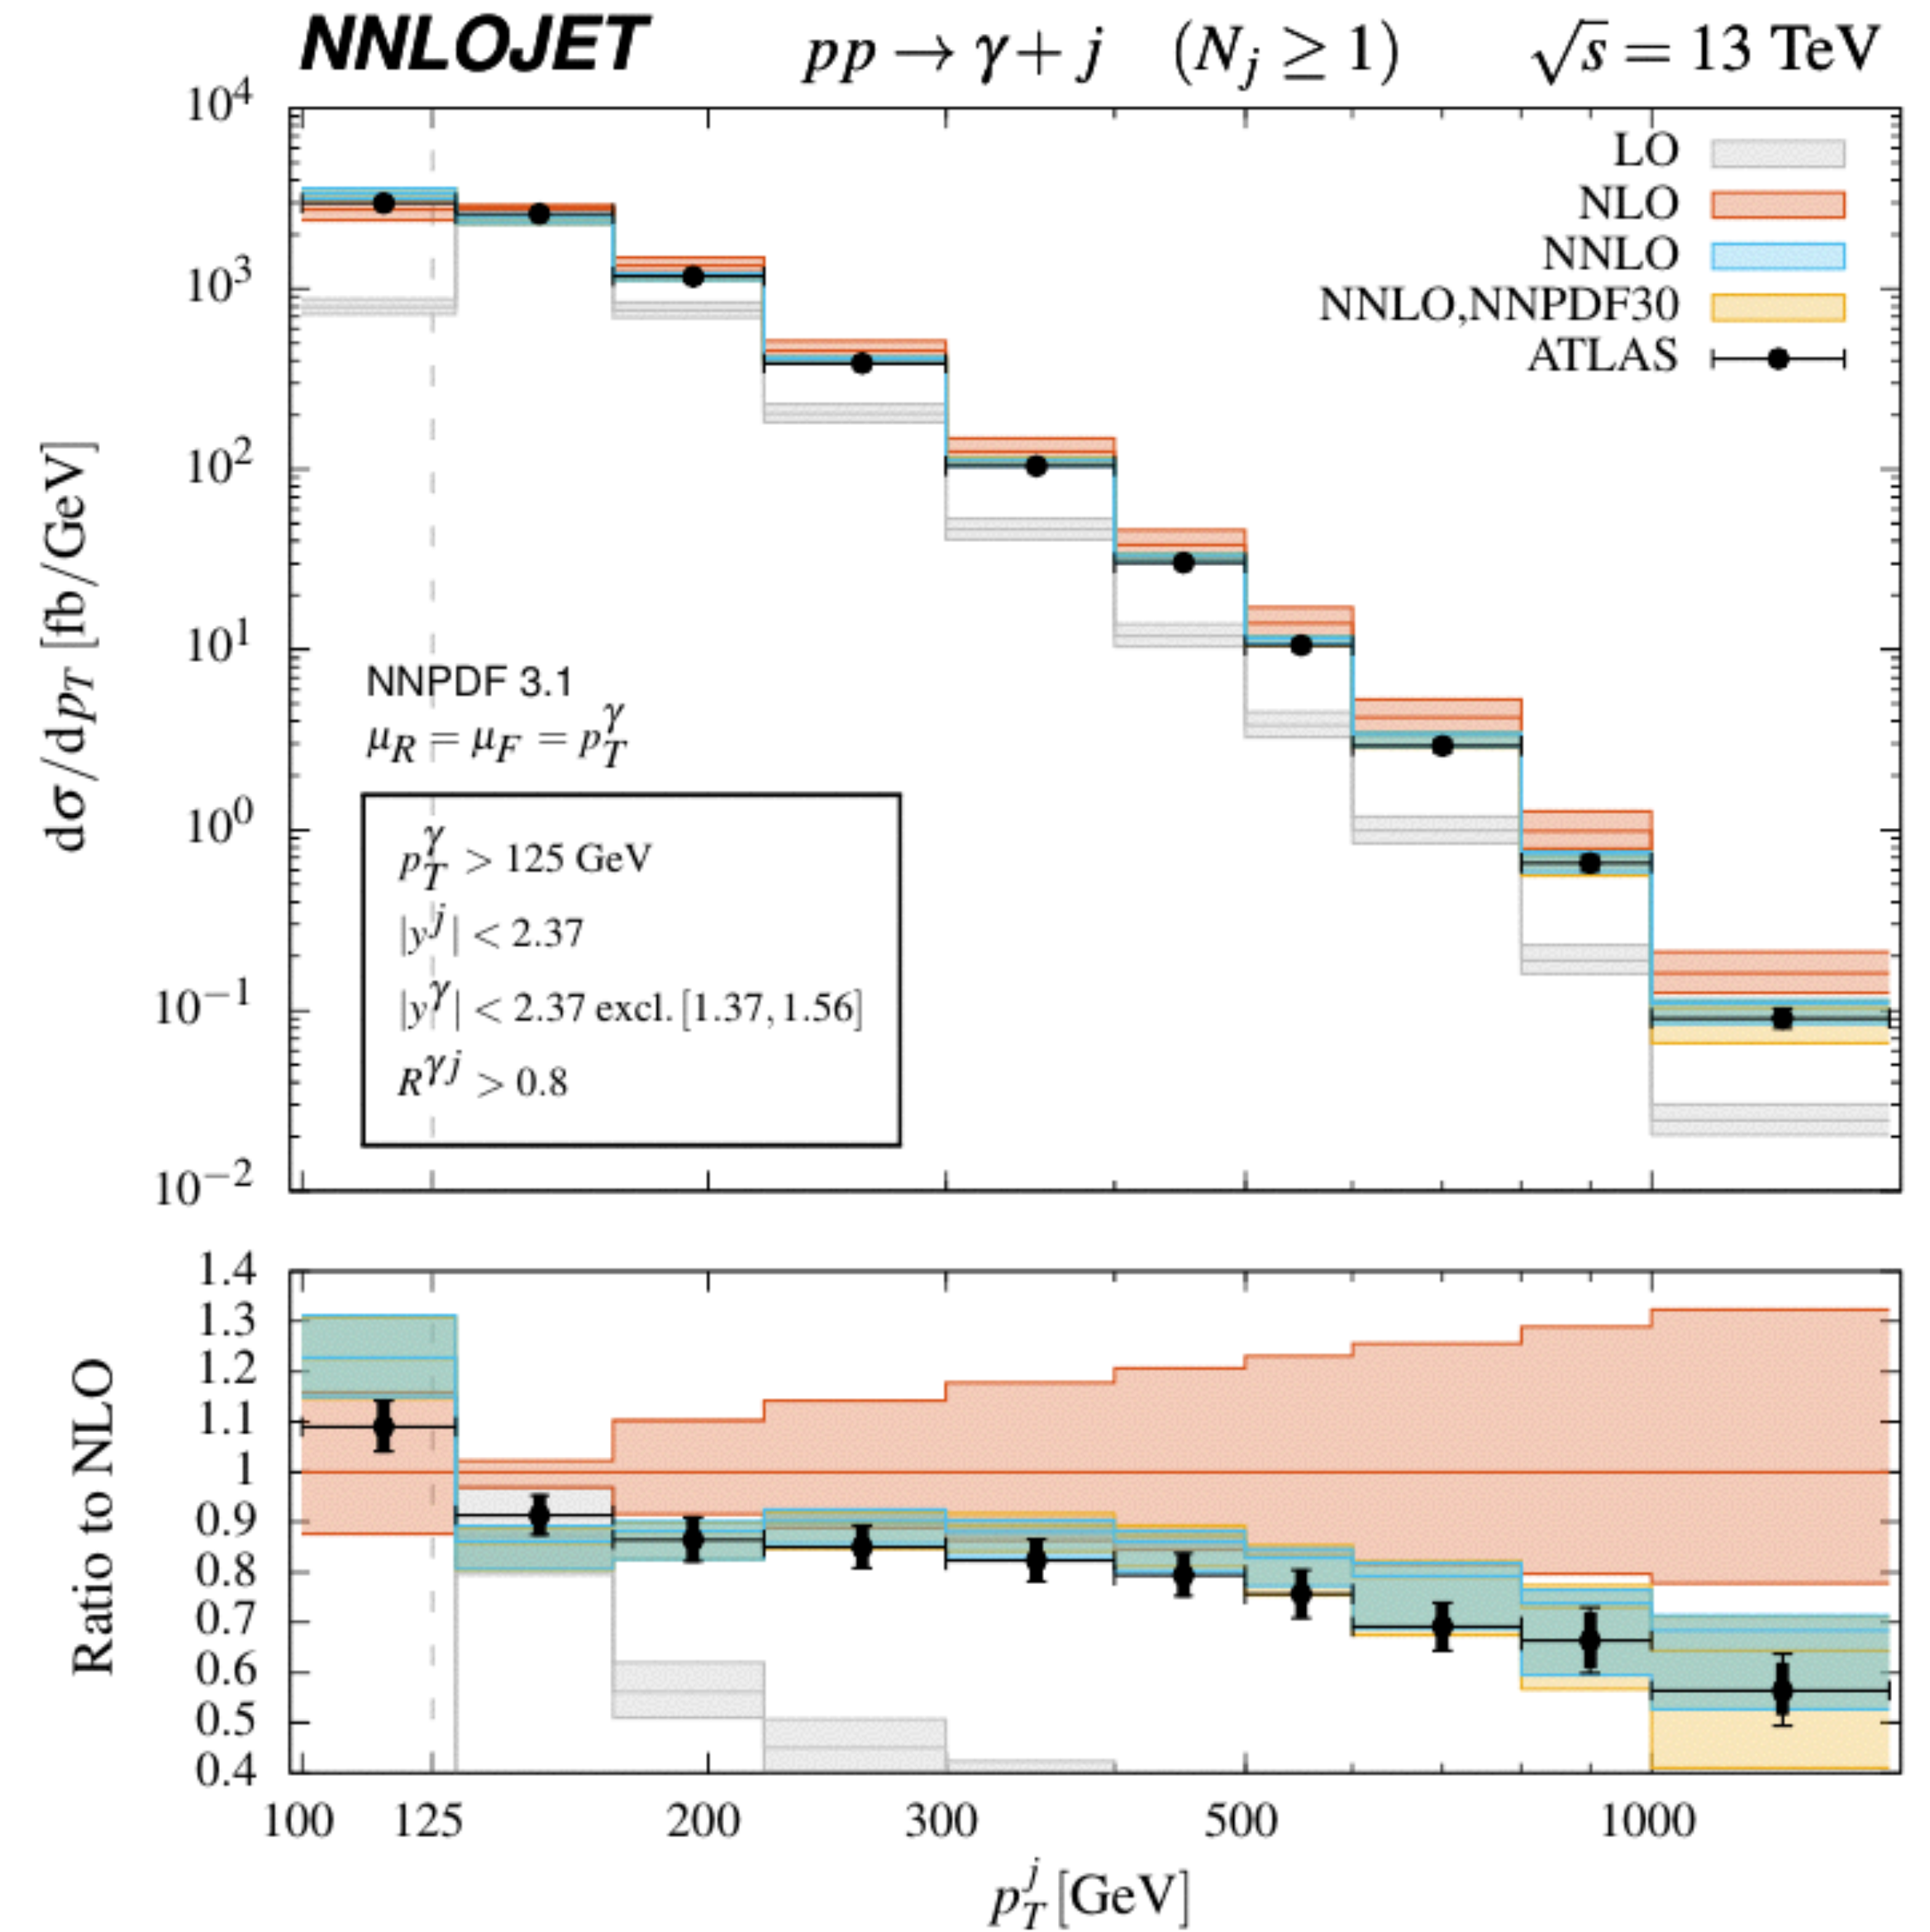 NNLOJET pp → γ + j (N_j ≥ 1) √s = 13 TeV
10^4
10^3
10^2
10^1
10^0
10^−1
10^−2
dσ/dp_T [fb/GeV]
LO
NLO
NNLO
NNLO,NNPDF30
ATLAS
NNPDF 3.1
μ_R = μ_F = p_T^γ
p_T^γ > 125 GeV
|y^j| < 2.37
|y^γ| < 2.37 excl. [1.37, 1.56]
R^γj > 0.8
1.4
1.3
1.2
1.1
1
0.9
0.8
0.7
0.6
0.5
0.4
Ratio to NLO
100 125 200 300 500 1000
p_T^j [GeV]